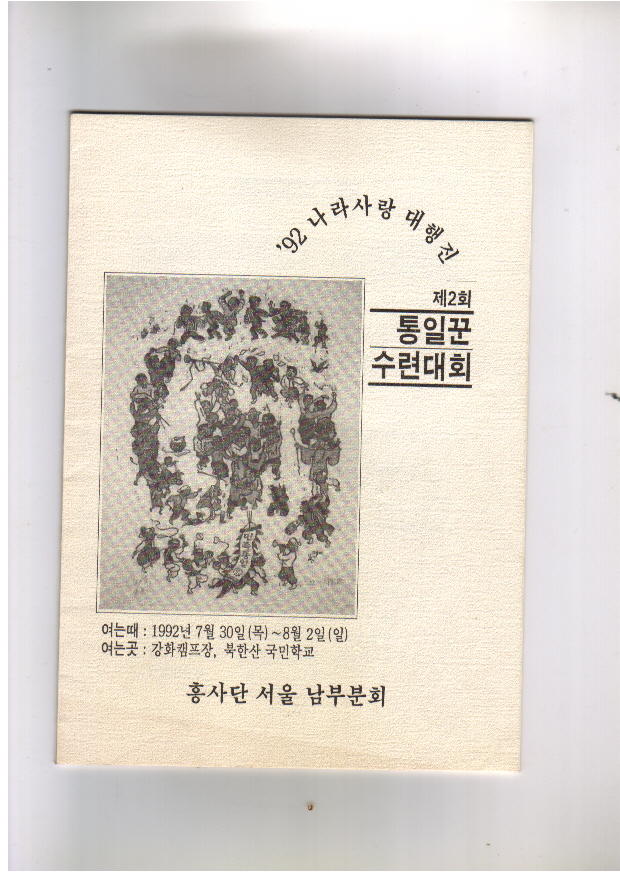 '92 나라사랑 대행진
제2회
통일꾼
수련대회
여는때 : 1992년 7월 30일(목)~8월 2일(일)
여는곳 : 강화캠프장, 북한산 국민학교
흥사단 서울 남부분회